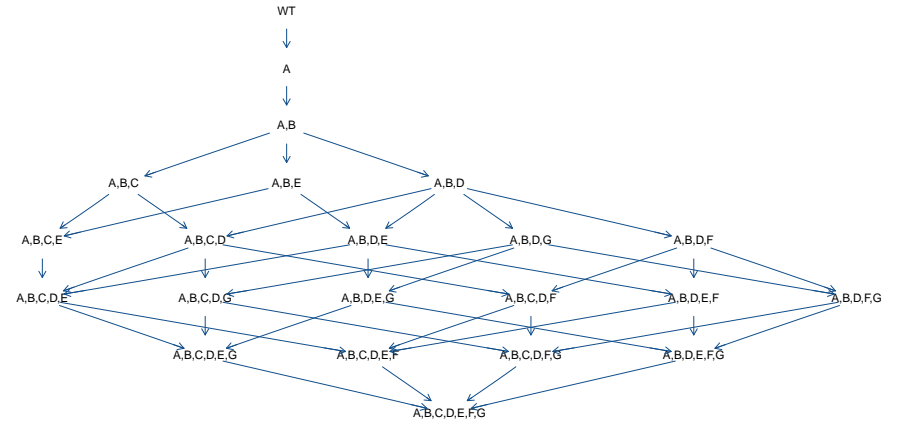 WT
A
A,B
A,B,C A,B,E A,B,D
A,B,C,E A,B,C,D A,B,D,E A,B,D,G A,B,D,F
A,B,C,D,E A,B,C,D,G A,B,D,E,G A,B,C,D,F A,B,D,E,F A,B,D,F,G
A,B,C,D,E,G A,B,C,D,E,F A,B,C,D,F,G A,B,D,E,F,G
A,B,C,D,E,F,G